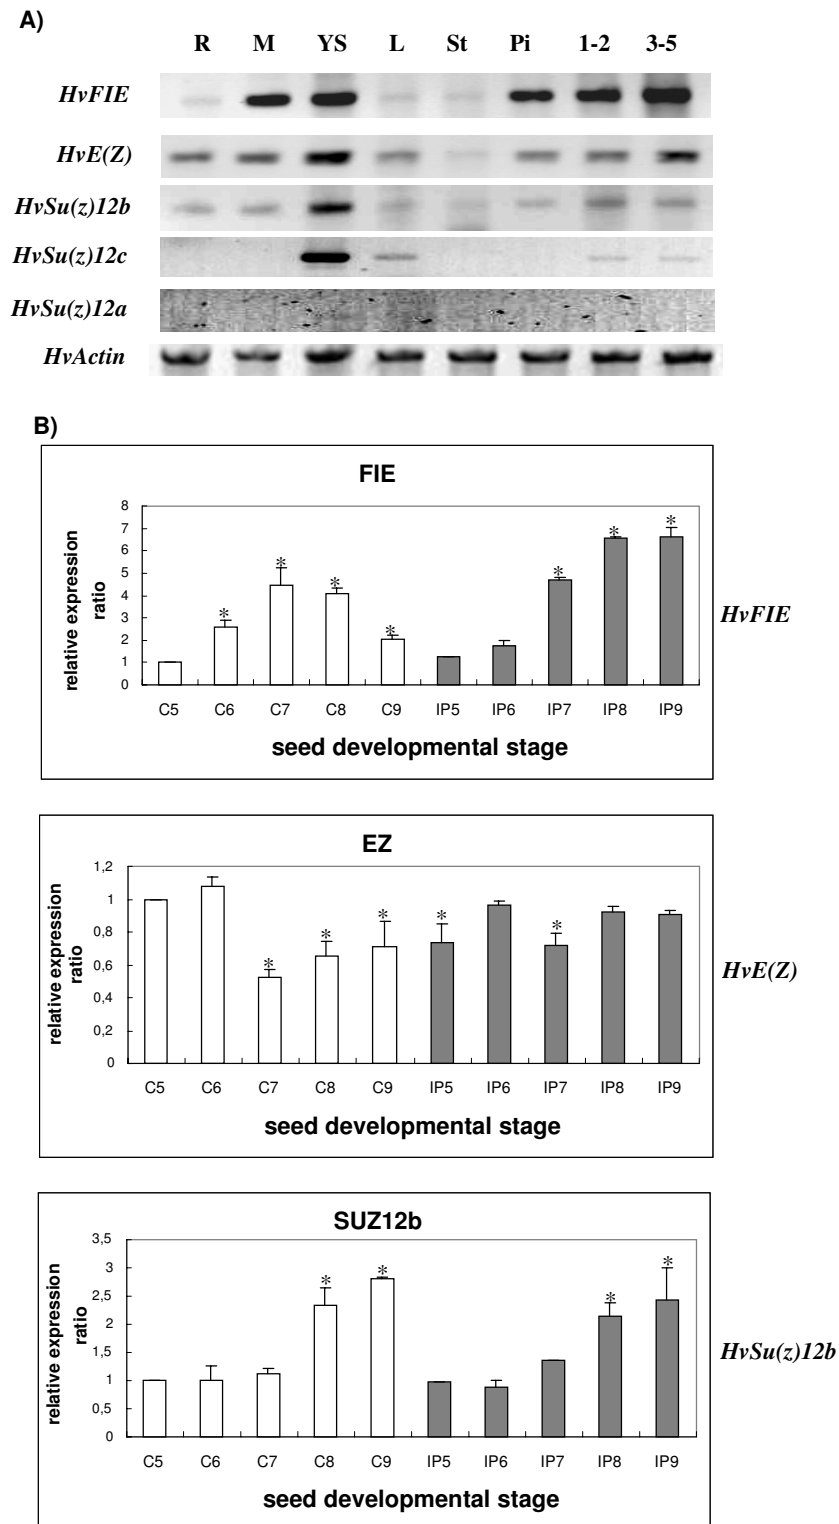 A)
R M YS L St Pi 1-2 3-5
HvFIE
HvE(Z)
HvSu(z)12b
HvSu(z)12c
HvSu(z)12a
HvActin
B)
FIE
relative expression
ratio
8
7
6
5
4
3
2
1
0
* * * * * * *
C5 C6 C7 C8 C9 IP5 IP6 IP7 IP8 IP9
seed developmental stage
HvFIE
EZ
relative expression
ratio
1,2
1
0,8
0,6
0,4
0,2
0
* * * * *
C5 C6 C7 C8 C9 IP5 IP6 IP7 IP8 IP9
seed developmental stage
HvE(Z)
SUZ12b
relative expression
ratio
3,5
3
2,5
2
1,5
1
0,5
0
* * * *
C5 C6 C7 C8 C9 IP5 IP6 IP7 IP8 IP9
seed developmental stage
HvSu(z)12b